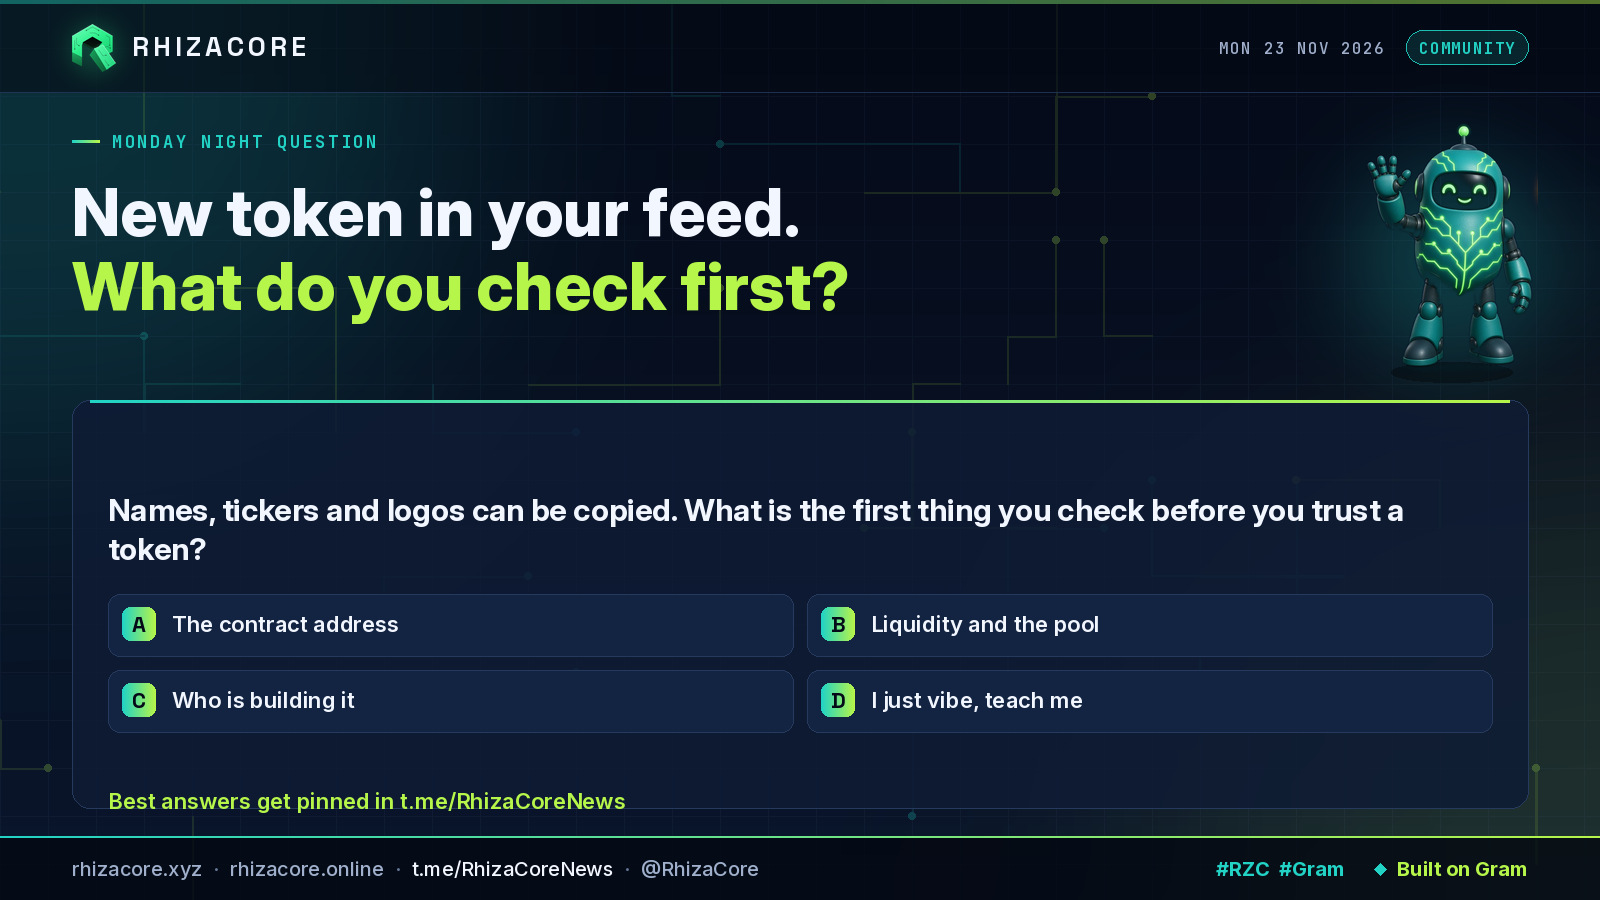 RHIZACORE
MON 23 NOV 2026
COMMUNITY
MONDAY NIGHT QUESTION
New token in your feed.
What do you check first?
Names, tickers and logos can be copied. What is the first thing you check before you trust a
token?
A The contract address
B Liquidity and the pool
C Who is building it
D I just vibe, teach me
Best answers get pinned in t.me/RhizaCoreNews
rhizacore.xyz · rhizacore.online · t.me/RhizaCoreNews · @RhizaCore
#RZC #Gram ◆ Built on Gram